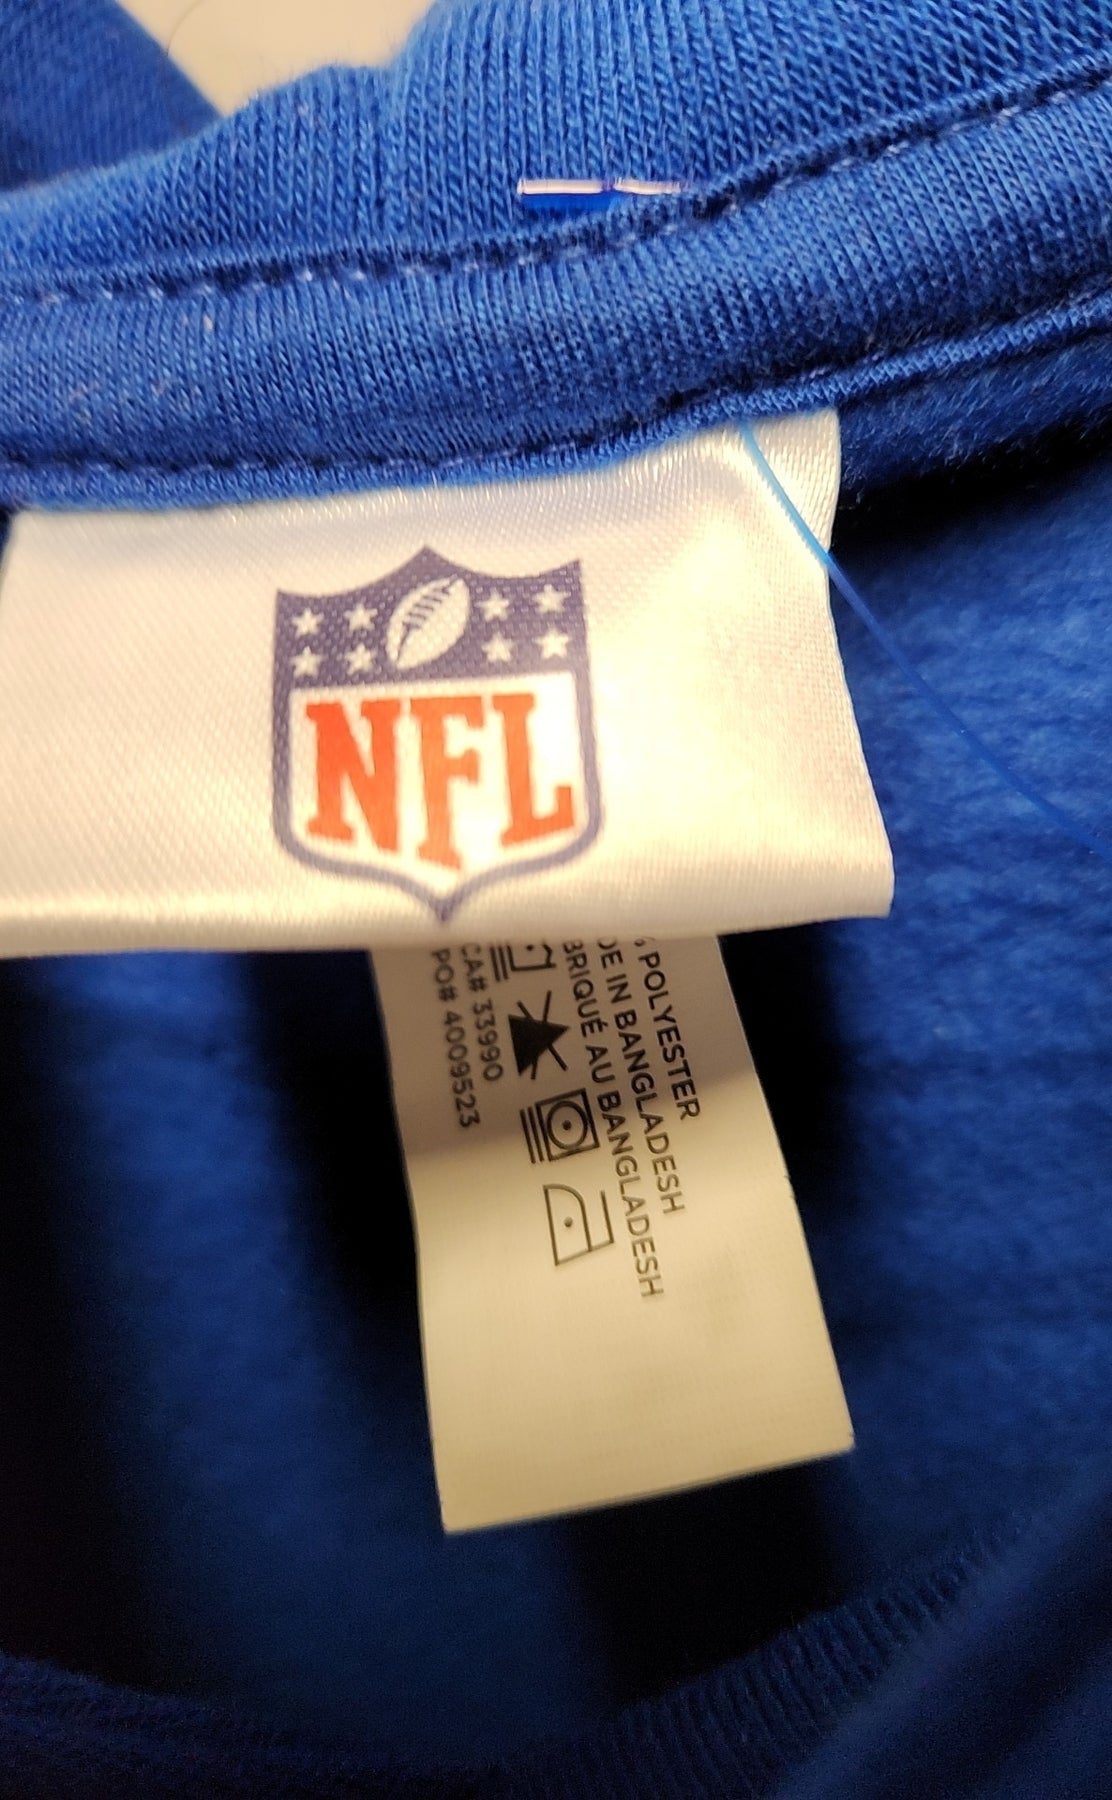 NFL
POLYESTER
DE IN BANGLADESH
BRIQUÉ AU BANGLADESH
CA# 33990
PO# 4009523